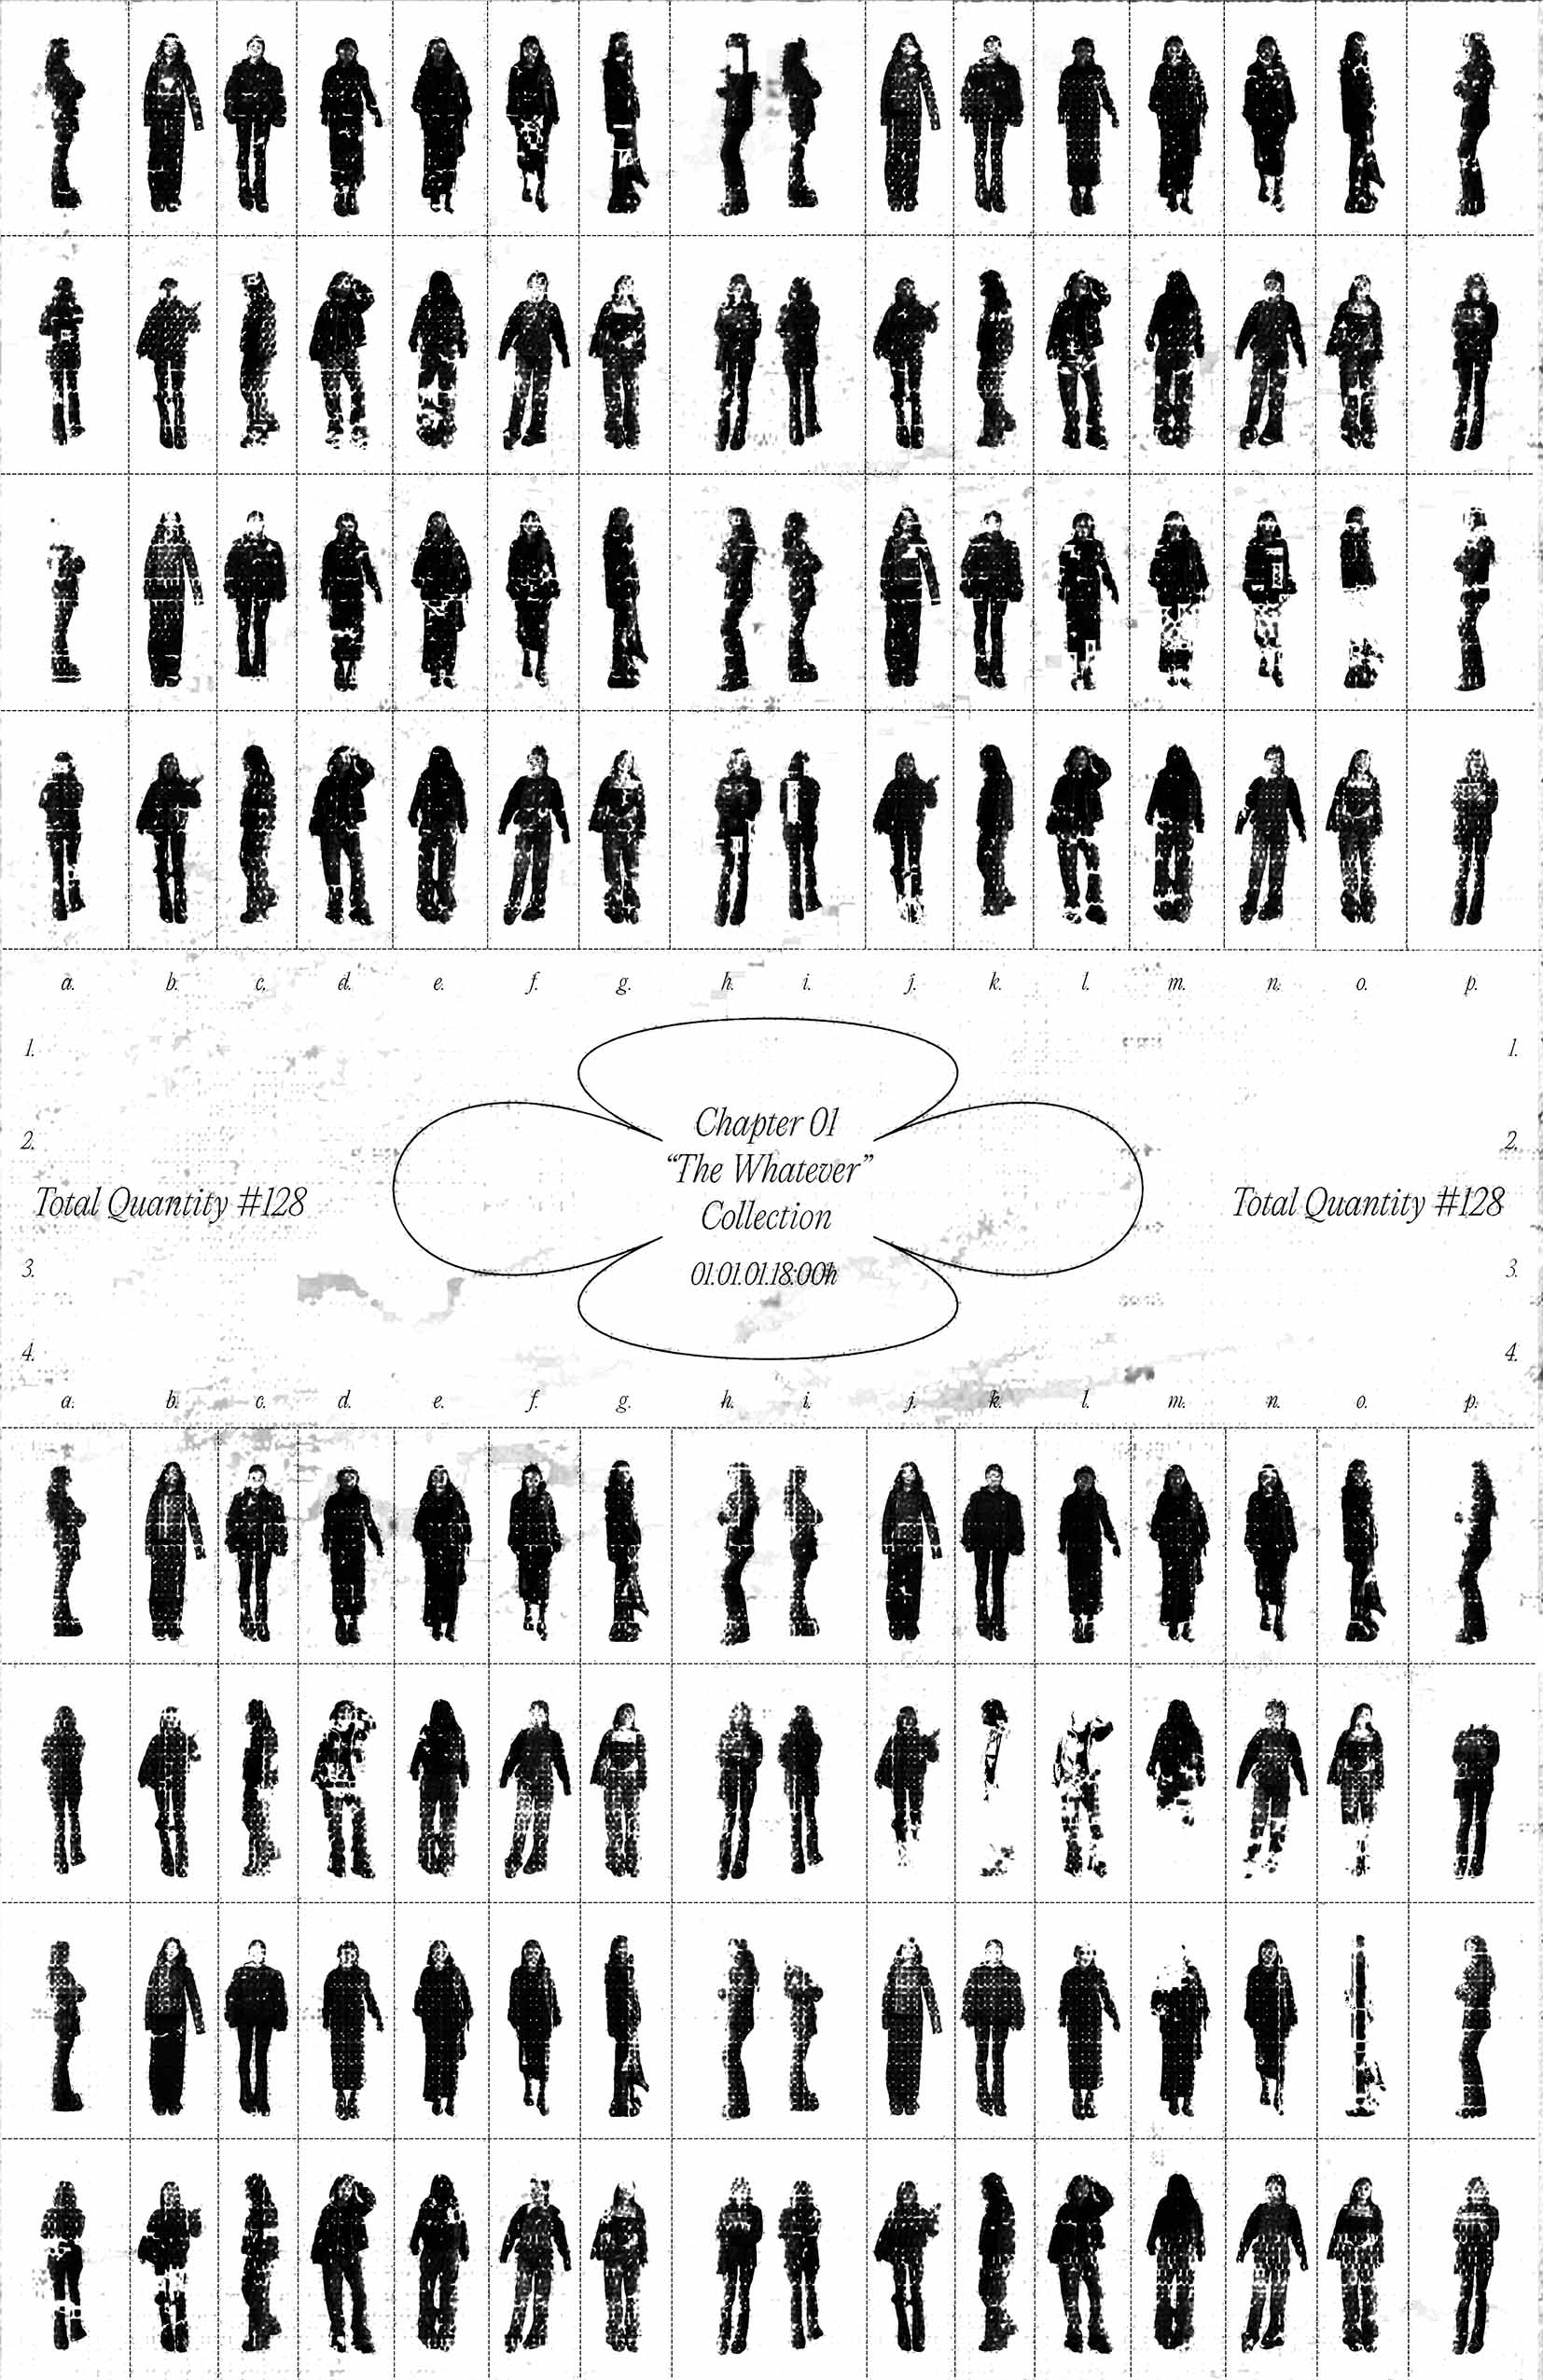 a. b. c. d. e. f. g. h. i. j. k. l. m. n. o. p.
1. 1.
Chapter 01
2. 2.
“The Whatever”
Total Quantity #128 Total Quantity #128
Collection
3. 3.
01.01.01.18:00h
4. 4.
a. b. c. d. e. f. g. h. i. j. k. l. m. n. o. p.